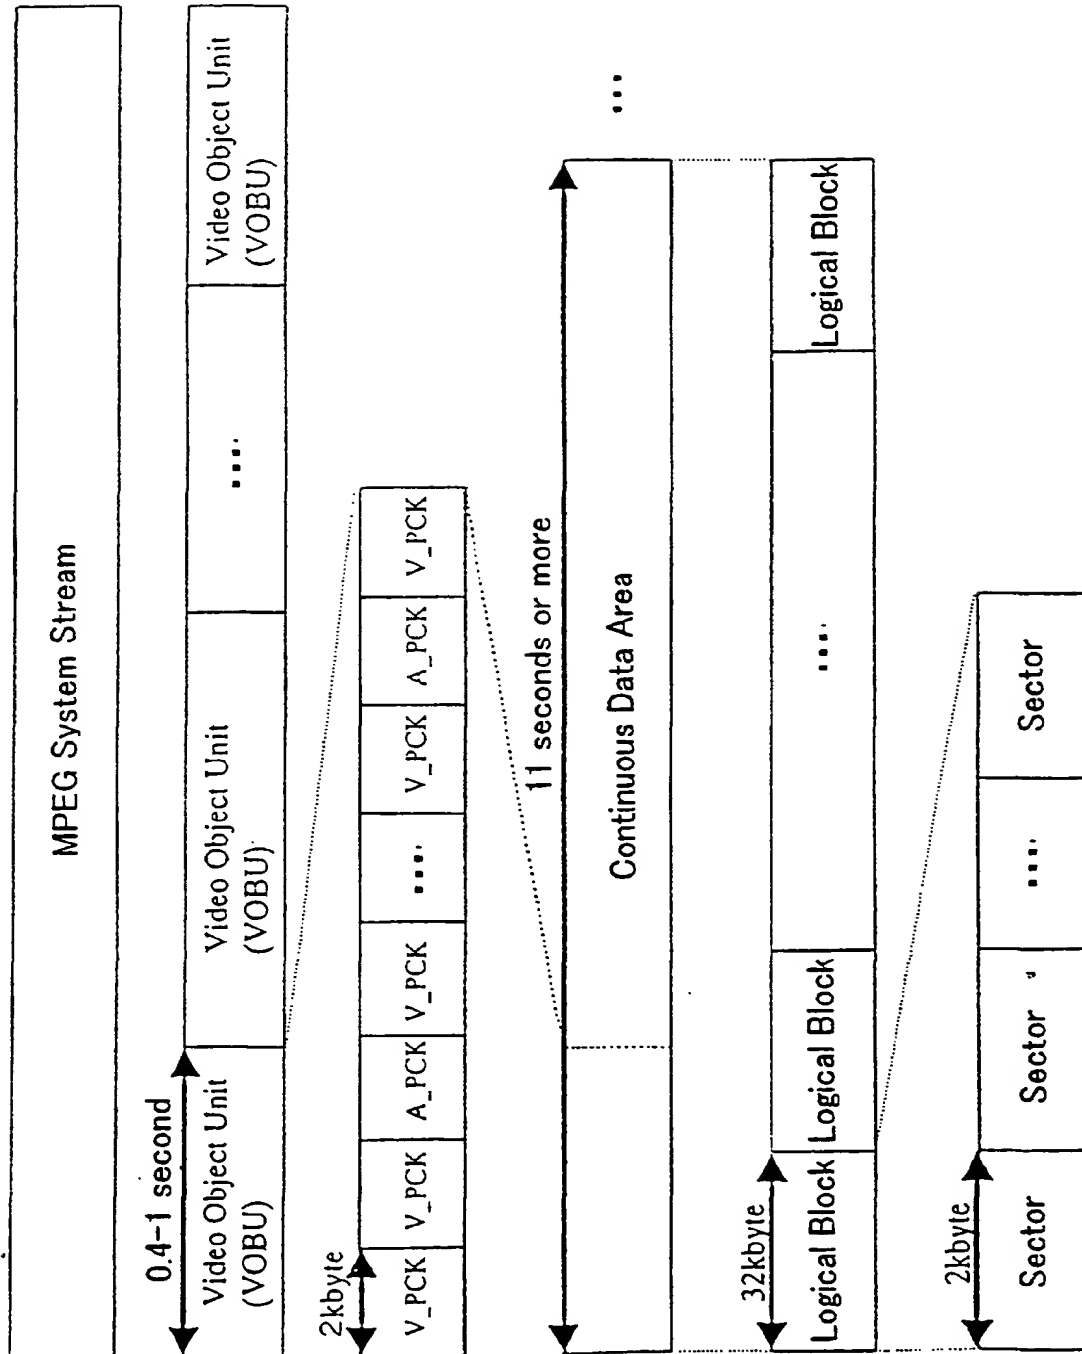 MPEG System Stream
0.4-1 second
Video Object Unit
(VOBU)
Video Object Unit
(VOBU)
....
Video Object Unit
(VOBU)
2kbyte
V_PCK
V_PCK
A_PCK
V_PCK
....
V_PCK
A_PCK
V_PCK
11 seconds or more
Continuous Data Area
...
32kbyte
Logical Block
Logical Block
....
Logical Block
2kbyte
Sector
Sector
....
Sector